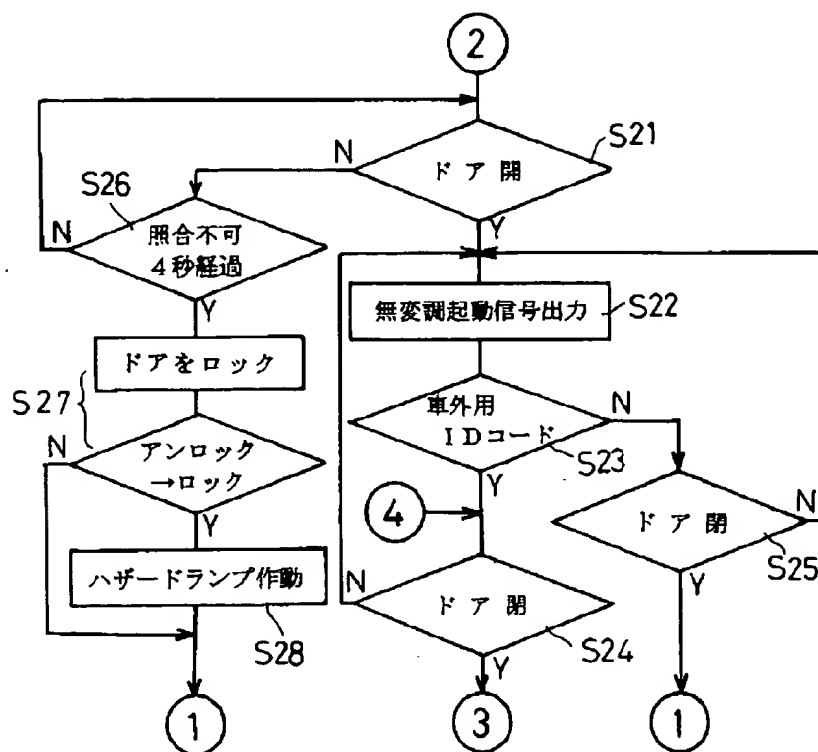 2
N
S21
ドア開
S26
Y
N
照合不可
4秒経過
無変調起動信号出力
S22
Y
ドアをロック
車外用
IDコード
N
S27
S23
N
アンロック
→ロック
Y
4
ドア閉
N
Y
S25
ハザードランプ作動
N
ドア閉
Y
S28
S24
Y
1
3
1